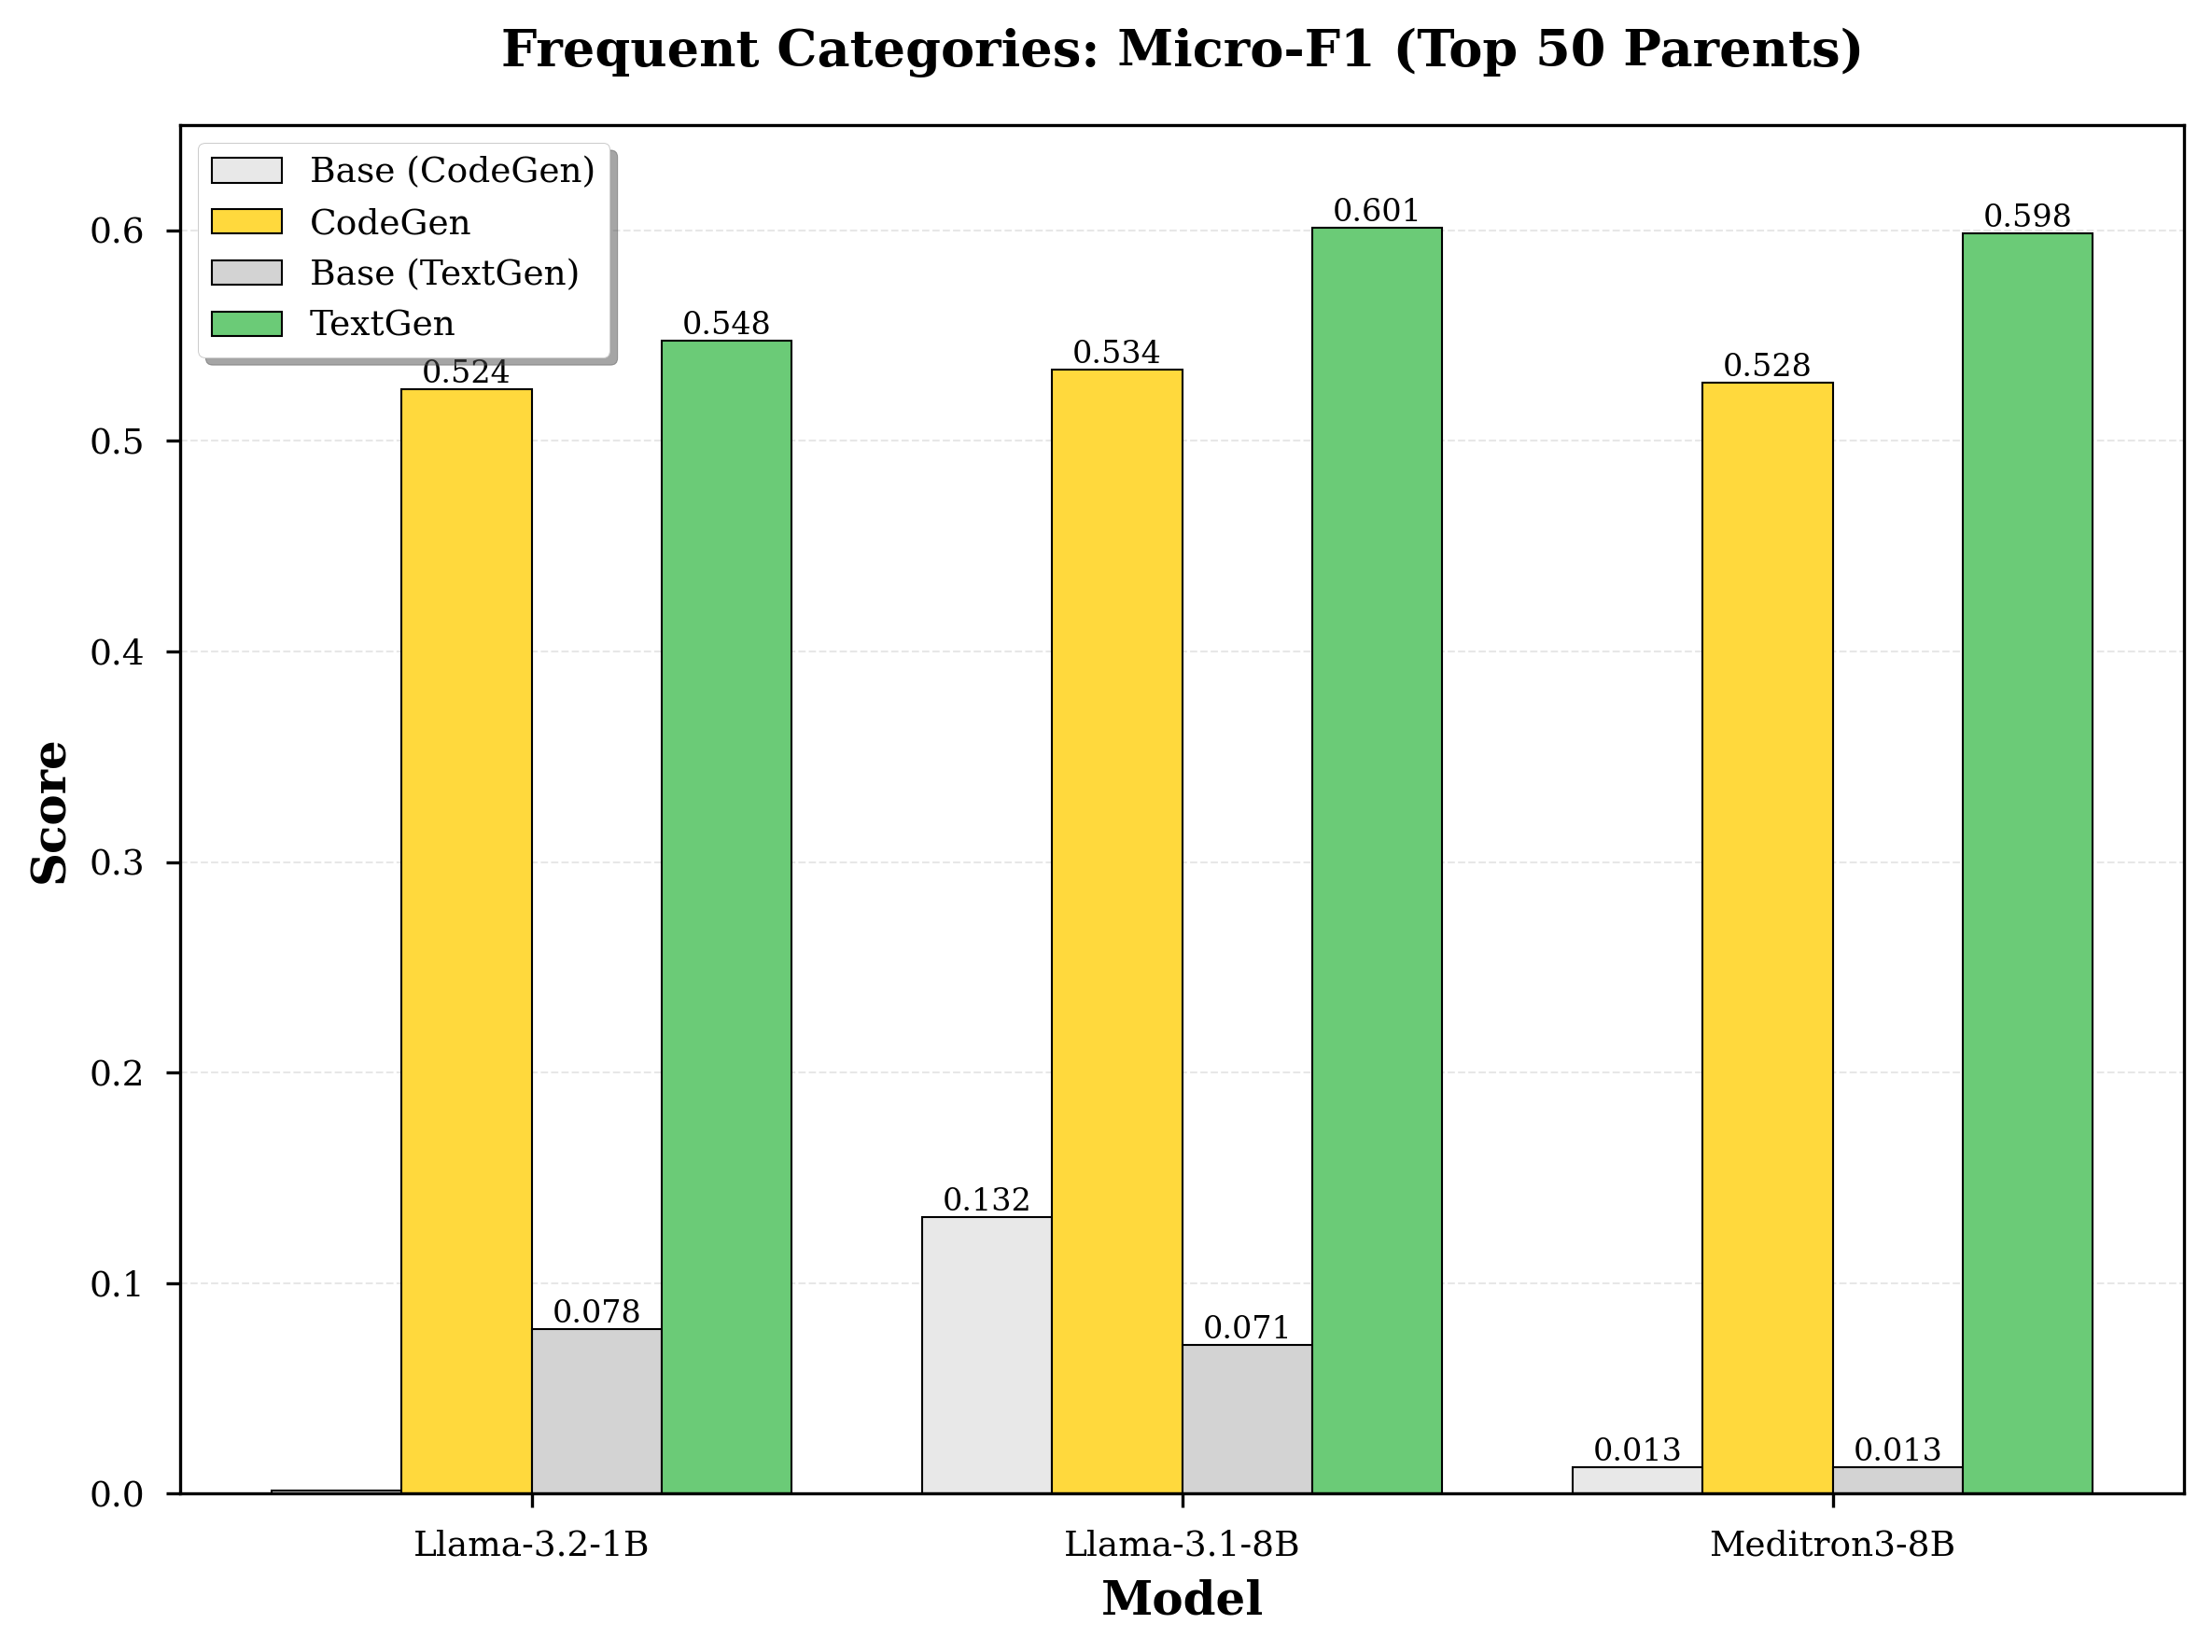 Frequent Categories: Micro-F1 (Top 50 Parents)
Base (CodeGen)
CodeGen
Base (TextGen)
TextGen
0.6
0.5
0.4
0.3
0.2
0.1
0.0
Score
0.524
0.078
0.548
0.132
0.534
0.071
0.601
0.013
0.528
0.013
0.598
Llama-3.2-1B
Llama-3.1-8B
Meditron3-8B
Model